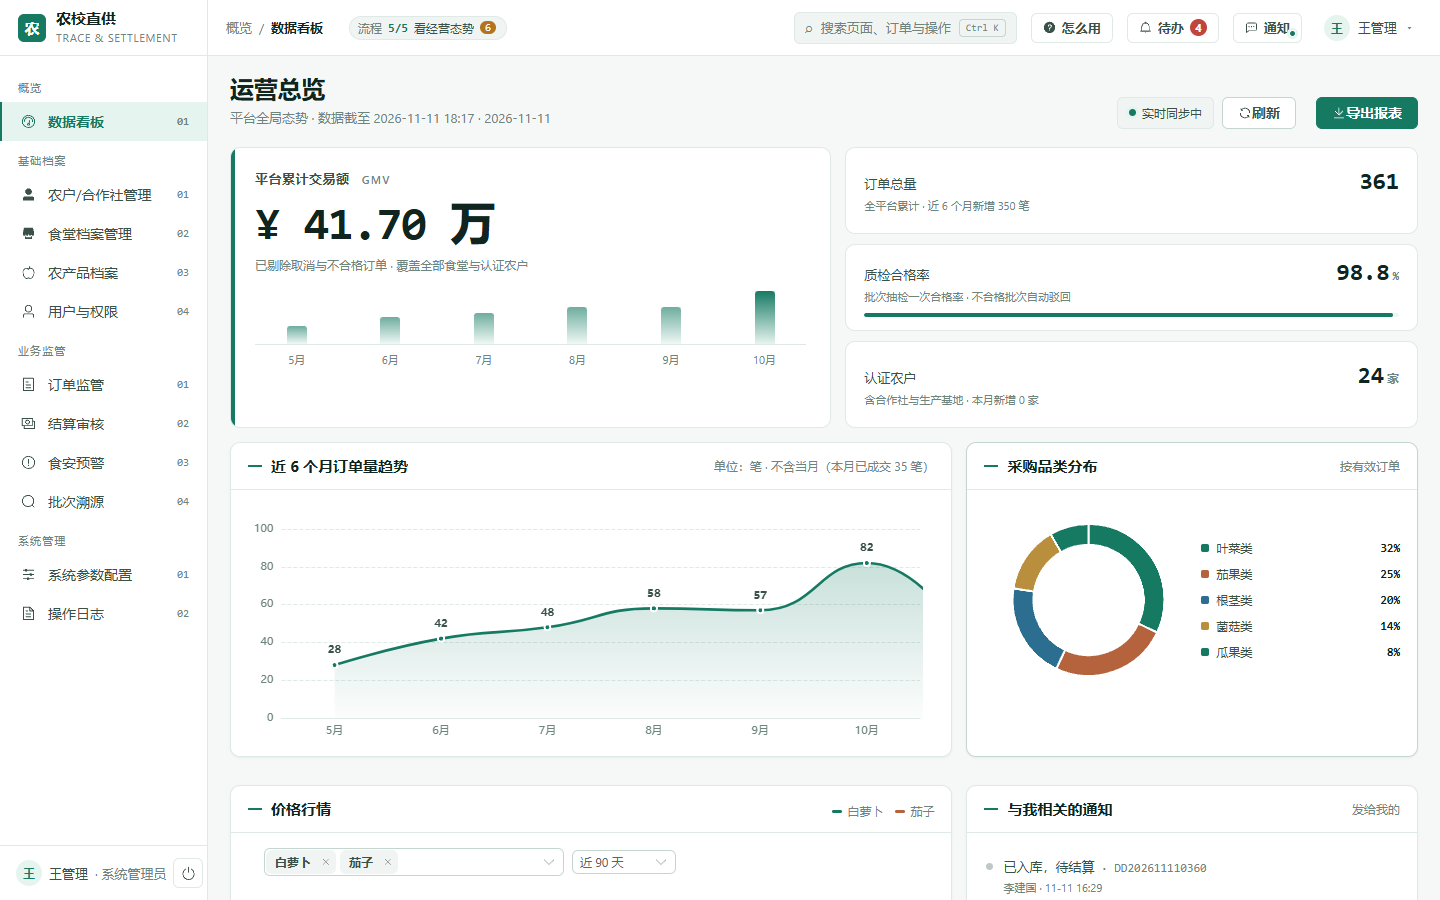 农
农校直供
TRACE & SETTLEMENT
概览 / 数据看板
流程 5/5 看经营态势 6
搜索页面、订单与操作 Ctrl K
怎么用
待办 4
通知
王 王管理
概览
数据看板 01
基础档案
农户/合作社管理 01
食堂档案管理 02
农产品档案 03
用户与权限 04
业务监管
订单监管 01
结算审核 02
食安预警 03
批次溯源 04
系统管理
系统参数配置 01
操作日志 02
王 王管理 · 系统管理员
运营总览
平台全局态势 · 数据截至 2026-11-11 18:17 · 2026-11-11
实时同步中
刷新
导出报表
平台累计交易额 GMV
¥ 41.70 万
已剔除取消与不合格订单 · 覆盖全部食堂与认证农户
5月 6月 7月 8月 9月 10月
订单总量 361
全平台累计 · 近 6 个月新增 350 笔
质检合格率 98.8%
批次抽检一次合格率 · 不合格批次自动驳回
认证农户 24 家
含合作社与生产基地 · 本月新增 0 家
近 6 个月订单量趋势
单位：笔 · 不含当月（本月已成交 35 笔）
100
80
60
40
20
0
28 42 48 58 57 82
5月 6月 7月 8月 9月 10月
采购品类分布 按有效订单
叶菜类 32%
茄果类 25%
根茎类 20%
菌菇类 14%
瓜果类 8%
价格行情
白萝卜 茄子
白萝卜 × 茄子 × 近 90 天
与我相关的通知 发给我的
已入库，待结算 · DD202611110360
李建国 · 11-11 16:29